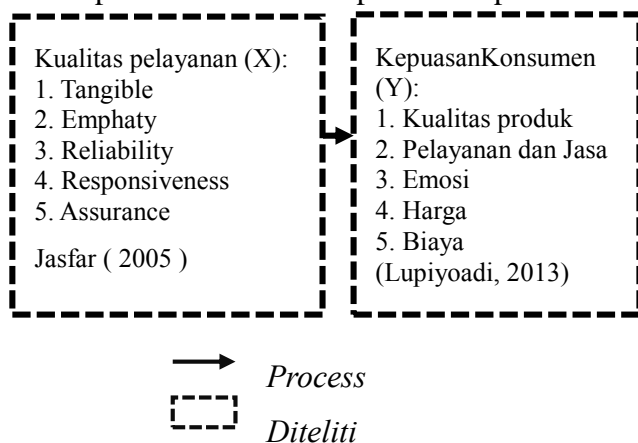 Kualitas pelayanan (X):
1. Tangible
2. Emphaty
3. Reliability
4. Responsiveness
5. Assurance
Jasfar ( 2005 )
KepuasanKonsumen
(Y):
1. Kualitas produk
2. Pelayanan dan Jasa
3. Emosi
4. Harga
5. Biaya
(Lupiyoadi, 2013)
Process
Diteliti